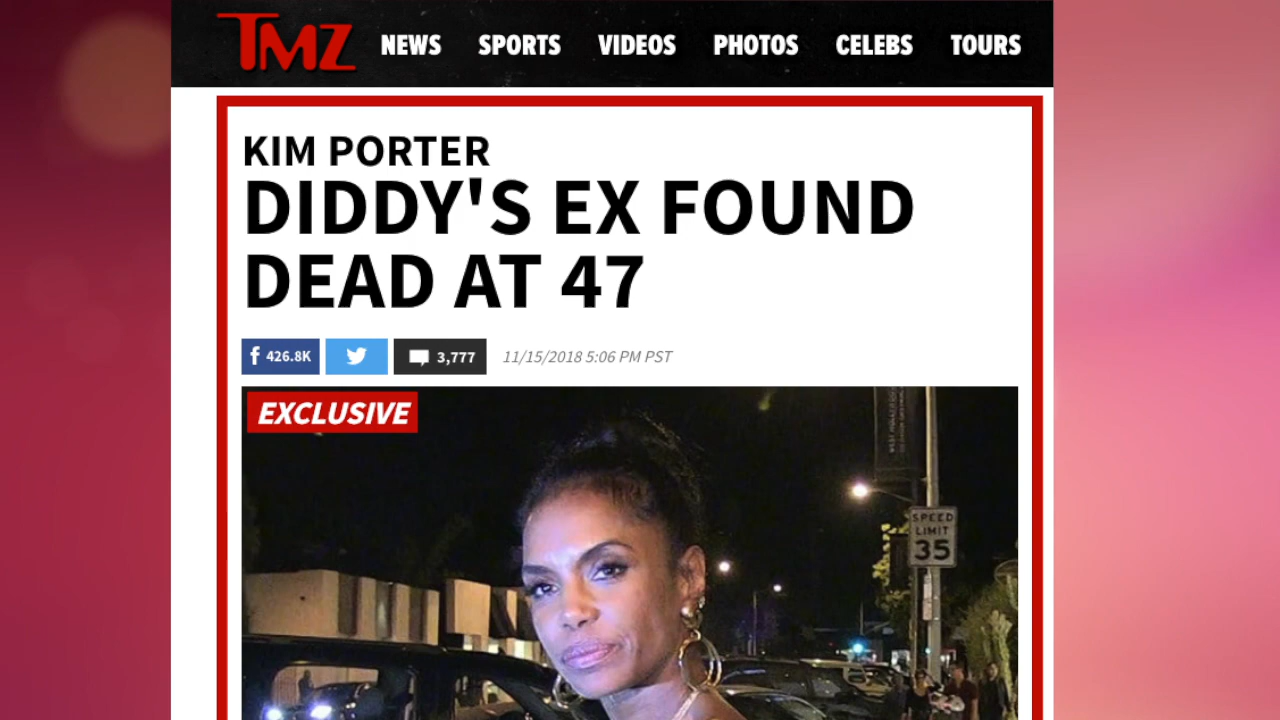 TMZ NEWS SPORTS VIDEOS PHOTOS CELEBS TOURS
KIM PORTER
DIDDY'S EX FOUND
DEAD AT 47
426.8K 3,777 11/15/2018 5:06 PM PST
EXCLUSIVE
SPEED
LIMIT
35